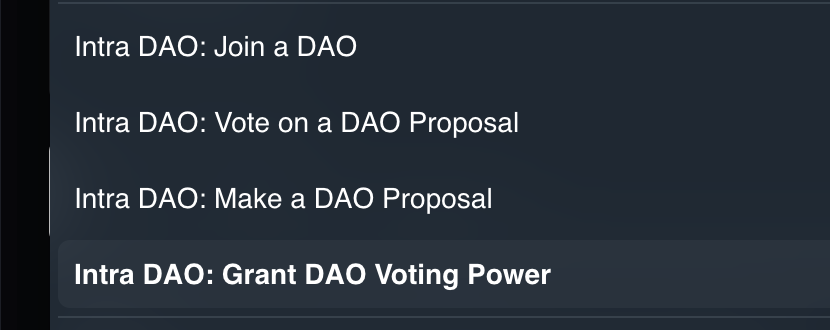 Intra DAO: Join a DAO
Intra DAO: Vote on a DAO Proposal
Intra DAO: Make a DAO Proposal
Intra DAO: Grant DAO Voting Power